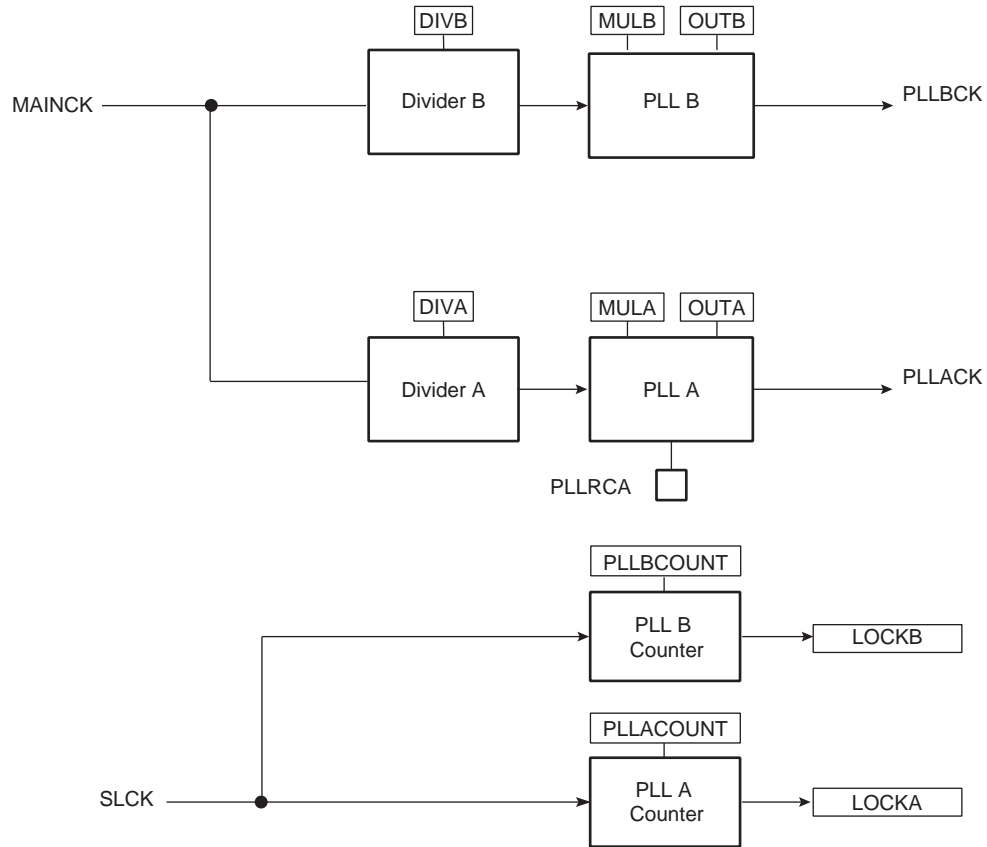 DIVB
MULB
OUTB
MAINCK
Divider B
PLL B
PLLBCK
DIVA
MULA
OUTA
Divider A
PLL A
PLLACK
PLLRCA
PLLBCOUNT
PLL B
Counter
LOCKB
PLLACOUNT
SLCK
PLL A
Counter
LOCKA